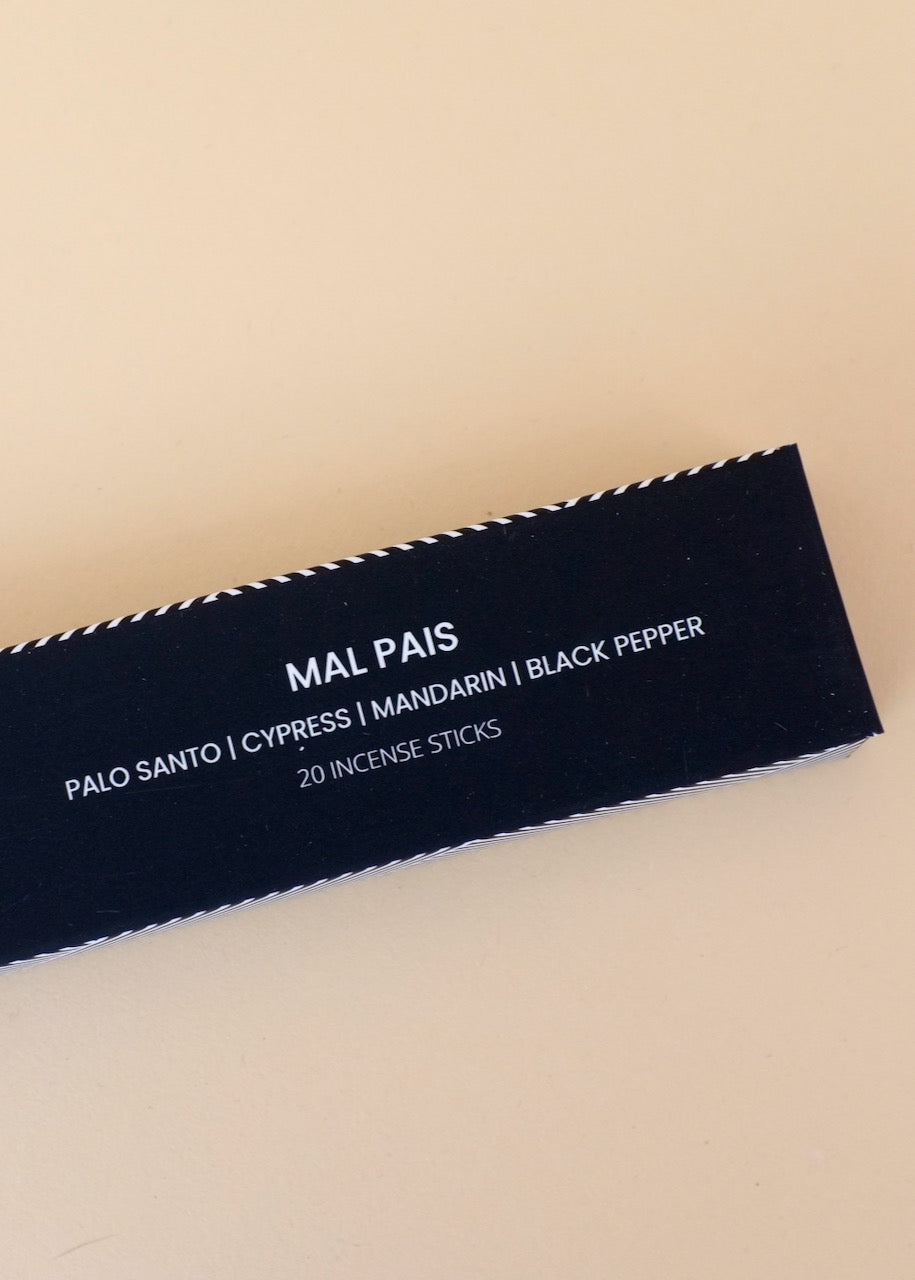 MAL PAIS
PALO SANTO | CYPRESS | MANDARIN | BLACK PEPPER
20 INCENSE STICKS